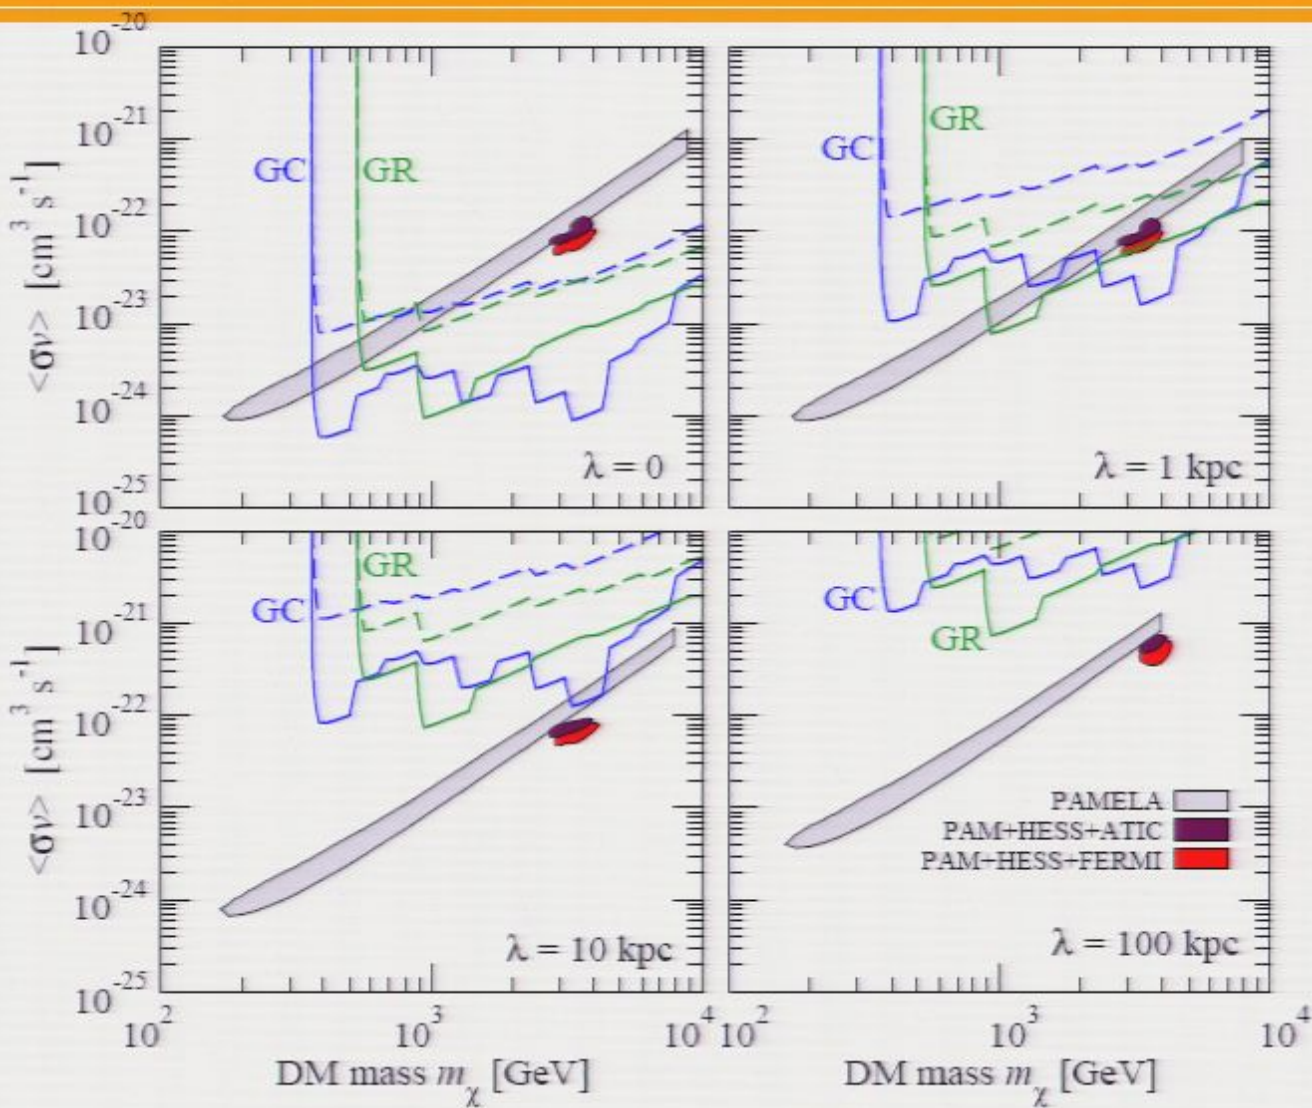 10^-20
10^-21
10^-22
10^-23
10^-24
10^-25
<σv> [cm^3 s^-1]
GC
GR
λ = 0
GC
GR
λ = 1 kpc
10^-20
10^-21
10^-22
10^-23
10^-24
10^-25
<σv> [cm^3 s^-1]
GC
GR
λ = 10 kpc
GC
GR
PAMELA
PAM+HESS+ATIC
PAM+HESS+FERMI
λ = 100 kpc
10^2 10^3 10^4 10^2 10^3 10^4
DM mass m_χ [GeV] DM mass m_χ [GeV]